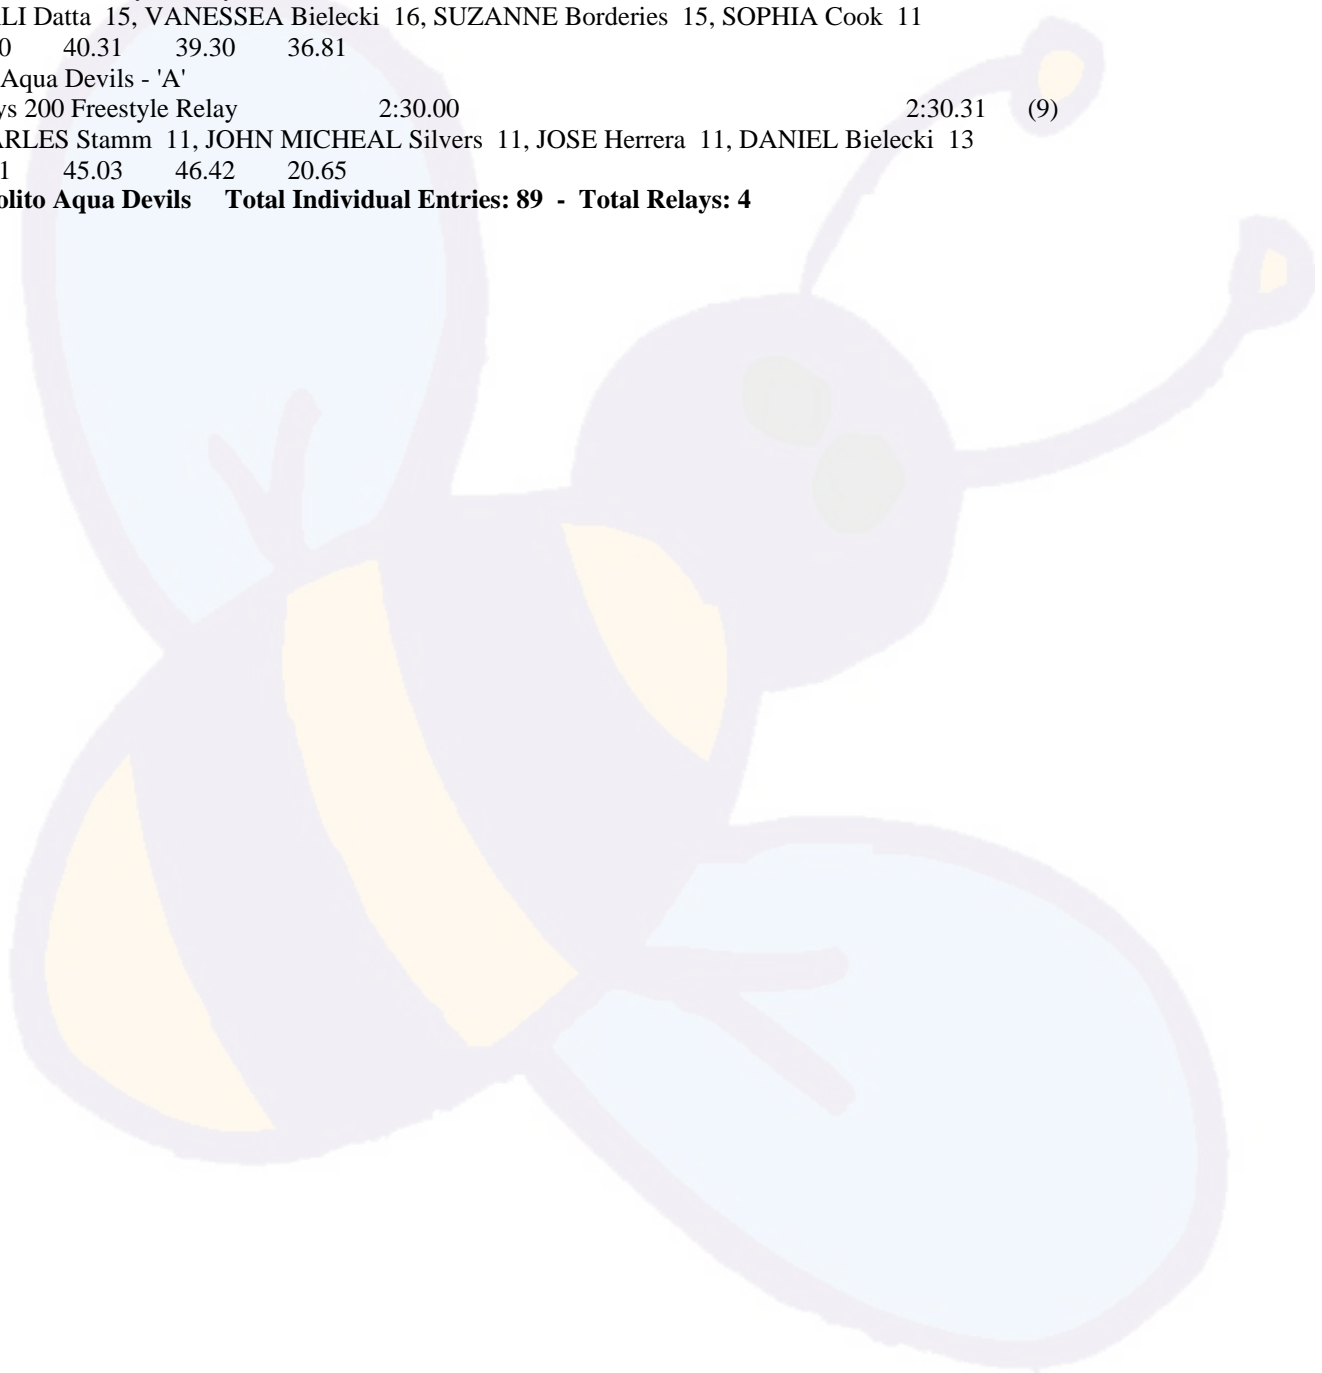 LI Datta 15, VANESSEA Bielecki 16, SUZANNE Borderies 15, SOPHIA Cook 11
0 40.31 39.30 36.81
Aqua Devils - 'A'
ys 200 Freestyle Relay 2:30.00 2:30.31 (9)
ARLES Stamm 11, JOHN MICHEAL Silvers 11, JOSE Herrera 11, DANIEL Bielecki 13
1 45.03 46.42 20.65
olito Aqua Devils Total Individual Entries: 89 - Total Relays: 4